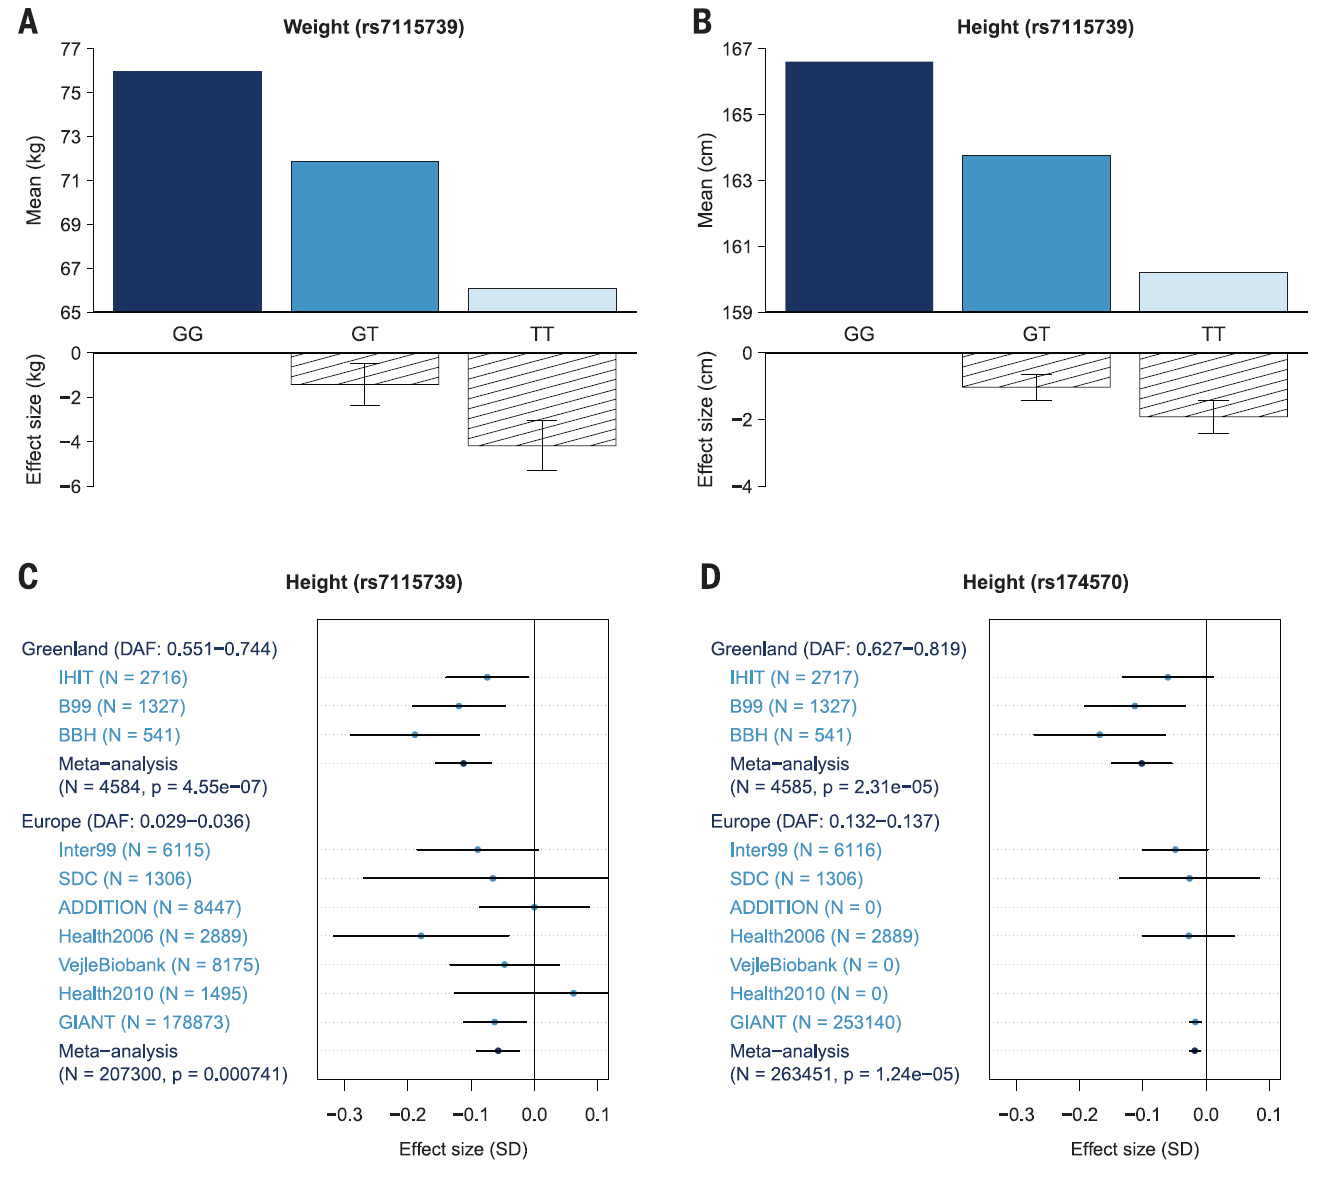 A
Weight (rs7115739)
77
75
73
71
69
67
65
Mean (kg)
GG
GT
TT
0
−2
−4
−6
Effect size (kg)
B
Height (rs7115739)
167
165
163
161
159
Mean (cm)
GG
GT
TT
0
−2
−4
Effect size (cm)
C
Height (rs7115739)
Greenland (DAF: 0.551−0.744)
IHIT (N = 2716)
B99 (N = 1327)
BBH (N = 541)
Meta−analysis
(N = 4584, p = 4.55e−07)
Europe (DAF: 0.029−0.036)
Inter99 (N = 6115)
SDC (N = 1306)
ADDITION (N = 8447)
Health2006 (N = 2889)
VejleBiobank (N = 8175)
Health2010 (N = 1495)
GIANT (N = 178873)
Meta−analysis
(N = 207300, p = 0.000741)
−0.3 −0.2 −0.1 0.0 0.1
Effect size (SD)
D
Height (rs174570)
Greenland (DAF: 0.627−0.819)
IHIT (N = 2717)
B99 (N = 1327)
BBH (N = 541)
Meta−analysis
(N = 4585, p = 2.31e−05)
Europe (DAF: 0.132−0.137)
Inter99 (N = 6116)
SDC (N = 1306)
ADDITION (N = 0)
Health2006 (N = 2889)
VejleBiobank (N = 0)
Health2010 (N = 0)
GIANT (N = 253140)
Meta−analysis
(N = 263451, p = 1.24e−05)
−0.3 −0.2 −0.1 0.0 0.1
Effect size (SD)